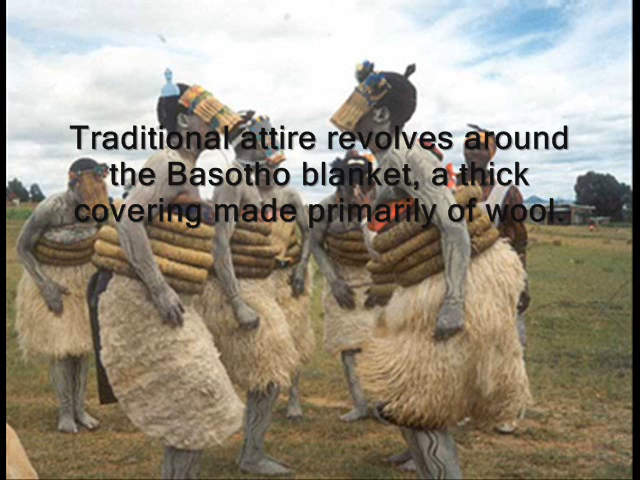 Traditional attire revolves around
the Basotho blanket, a thick
covering made primarily of wool.